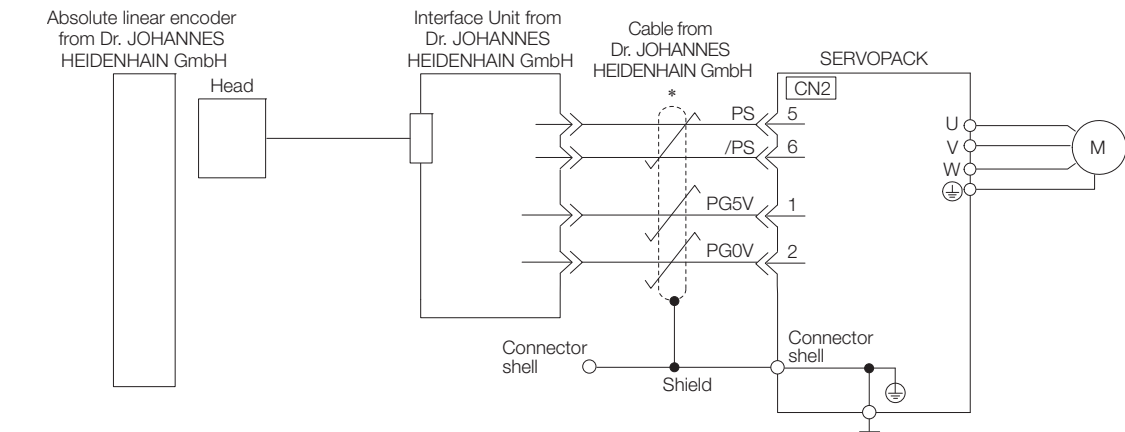 Absolute linear encoder
from Dr. JOHANNES
HEIDENHAIN GmbH
Head
Interface Unit from
Dr. JOHANNES
HEIDENHAIN GmbH
Cable from
Dr. JOHANNES
HEIDENHAIN GmbH
*
SERVOPACK
CN2
PS 5
/PS 6
PG5V 1
PG0V 2
U
V
W
M
Connector
shell
Shield
Connector
shell